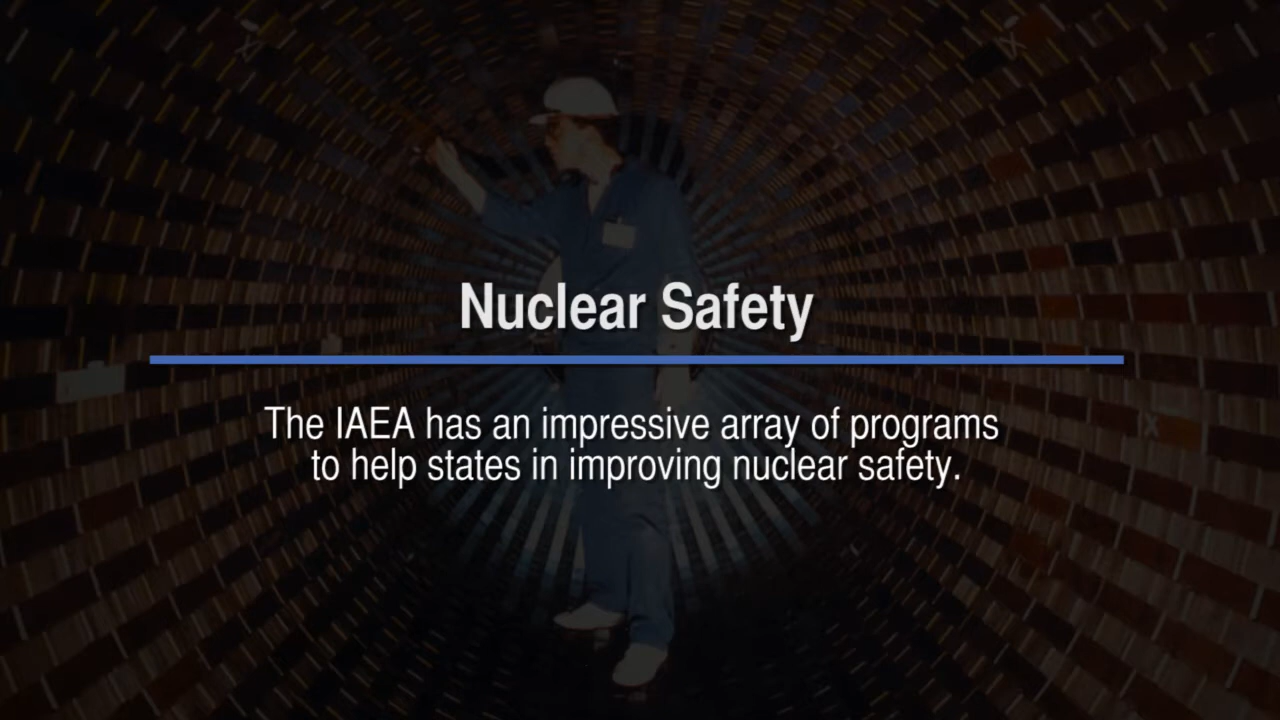 Nuclear Safety
The IAEA has an impressive array of programs
to help states in improving nuclear safety.